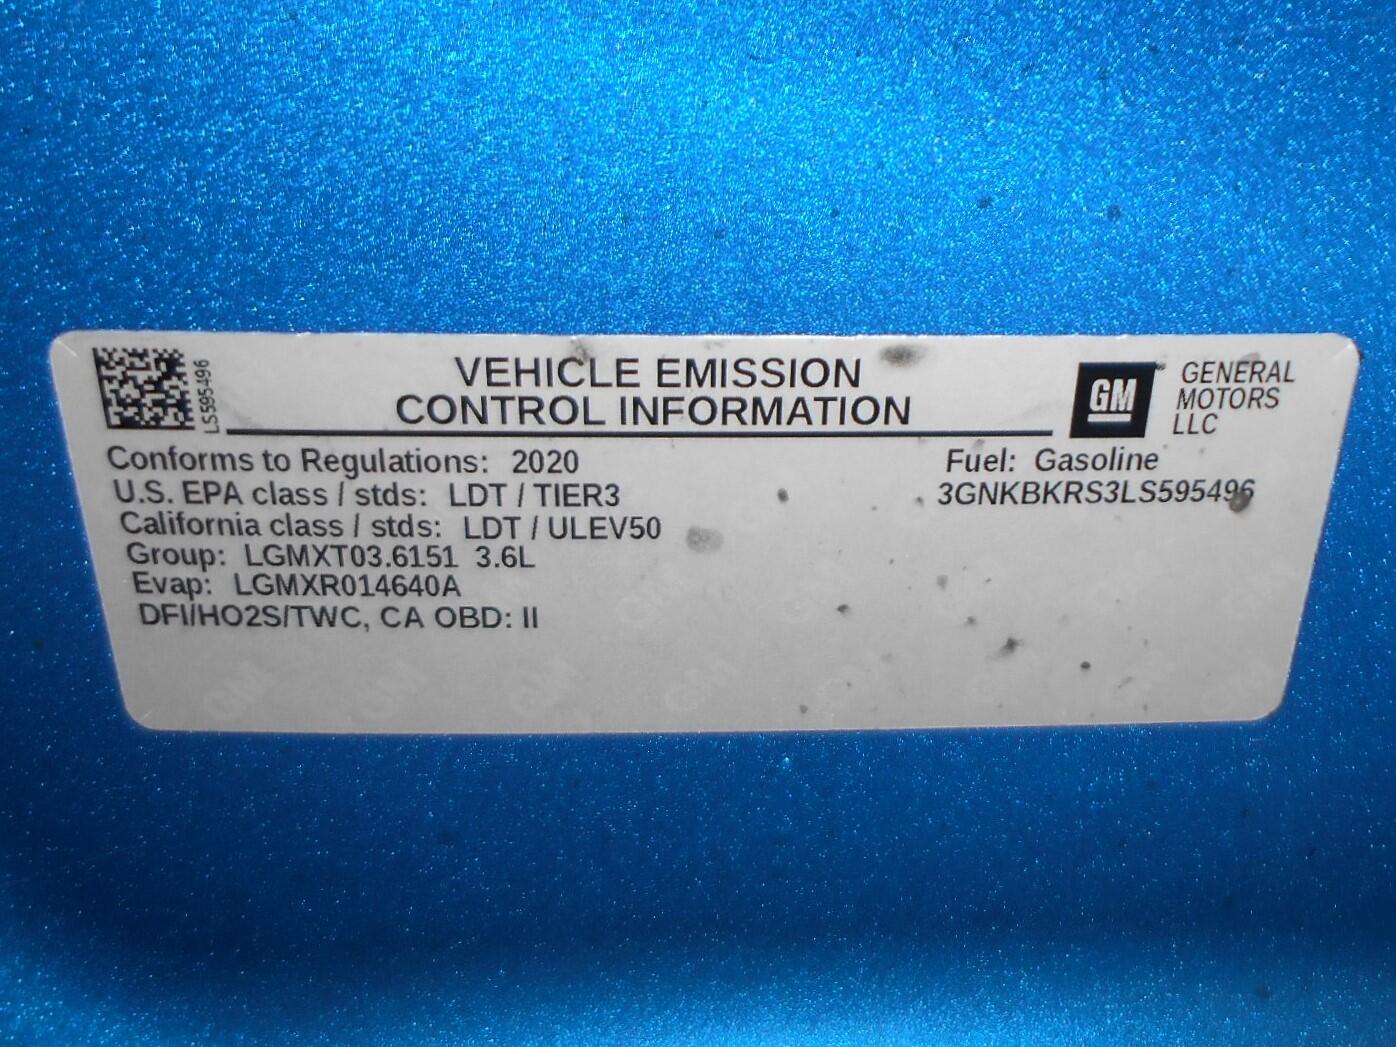 LS595496
VEHICLE EMISSION
CONTROL INFORMATION
GM
GENERAL
MOTORS
LLC
Conforms to Regulations: 2020
U.S. EPA class / stds: LDT / TIER3
California class / stds: LDT / ULEV50
Group: LGMXT03.6151 3.6L
Evap: LGMXR014640A
DFI/HO2S/TWC, CA OBD: II
Fuel: Gasoline
3GNKBKRS3LS595496